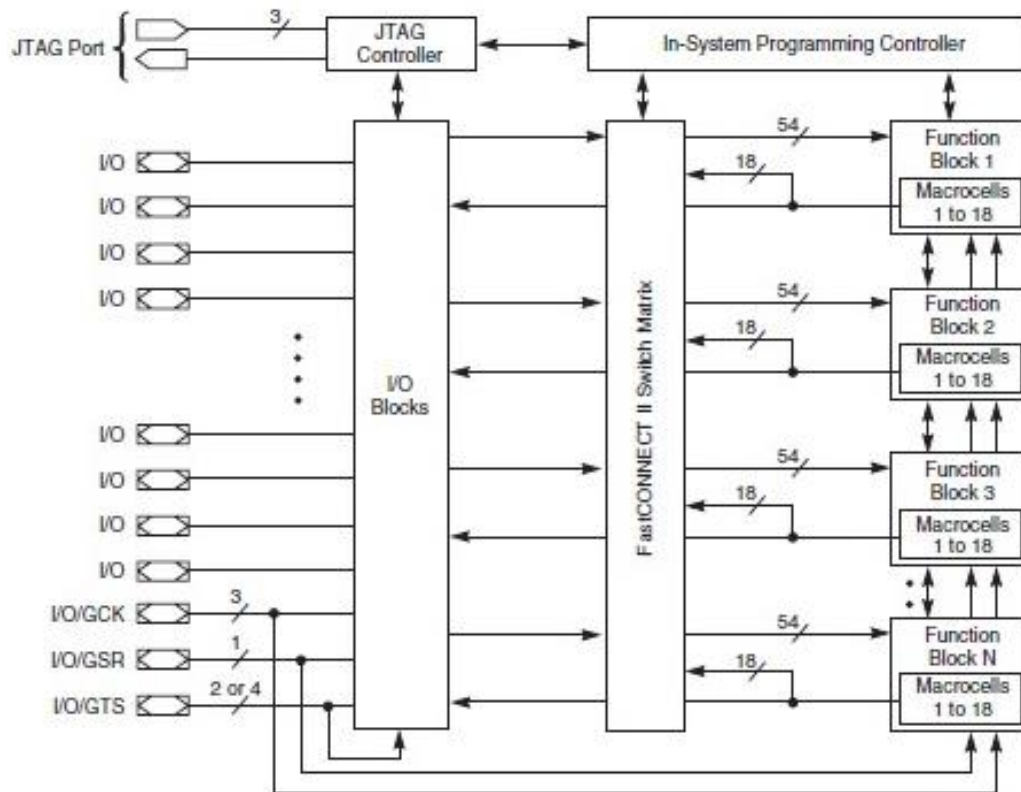 JTAG Port
3
JTAG
Controller
In-System Programming Controller
I/O
I/O
I/O
I/O
I/O
I/O
I/O
I/O
I/O/GCK
3
I/O/GSR
1
I/O/GTS
2 or 4
I/O
Blocks
FastCONNECT II Switch Matrix
54
18
Function
Block 1
Macrocells
1 to 18
54
18
Function
Block 2
Macrocells
1 to 18
54
18
Function
Block 3
Macrocells
1 to 18
54
18
Function
Block N
Macrocells
1 to 18